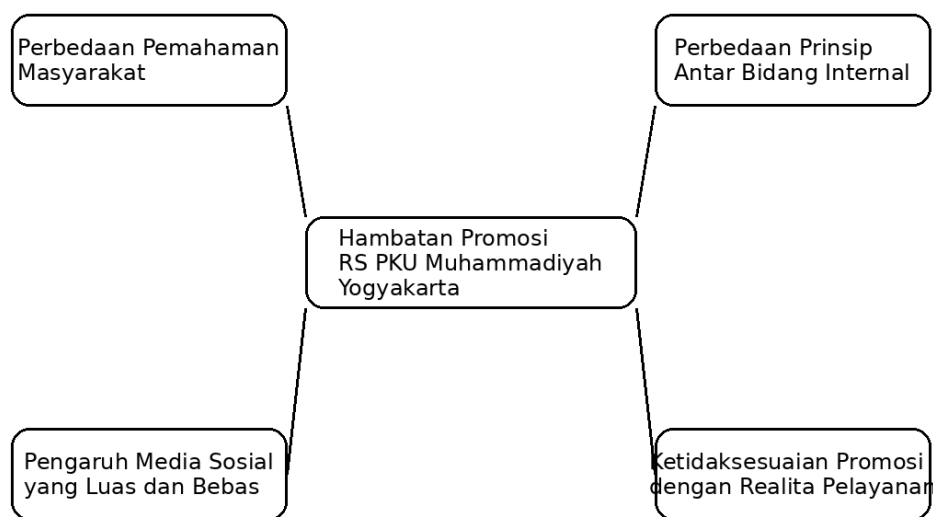 Perbedaan Pemahaman
Masyarakat
Perbedaan Prinsip
Antar Bidang Internal
Hambatan Promosi
RS PKU Muhammadiyah
Yogyakarta
Pengaruh Media Sosial
yang Luas dan Bebas
Ketidaksesuaian Promosi
dengan Realita Pelayanan